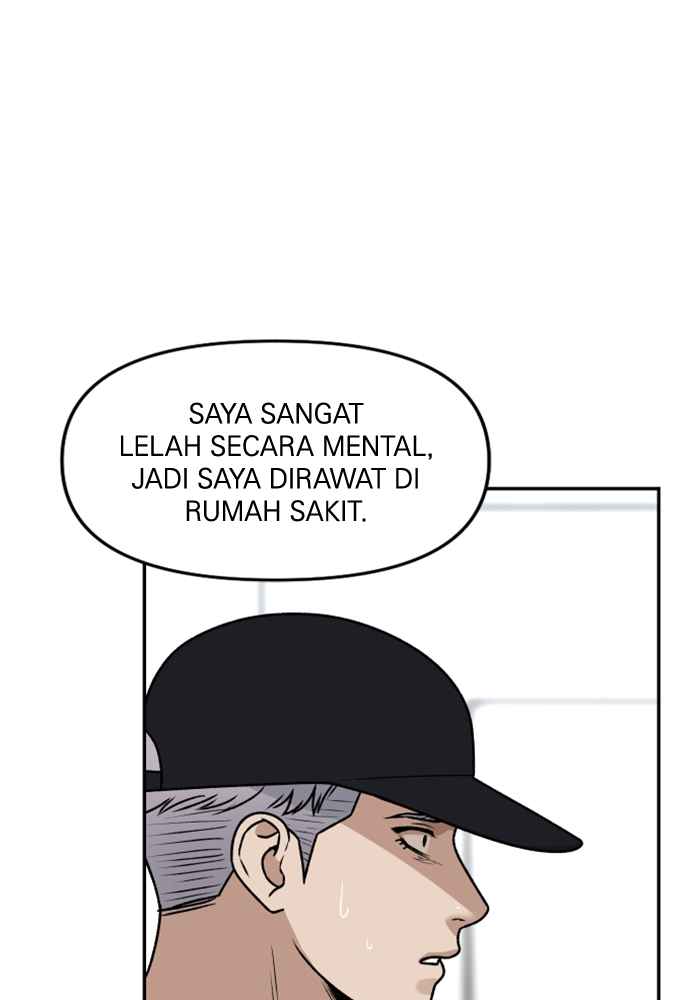 SAYA SANGAT
LELAH SECARA MENTAL,
JADI SAYA DIRAWAT DI
RUMAH SAKIT.